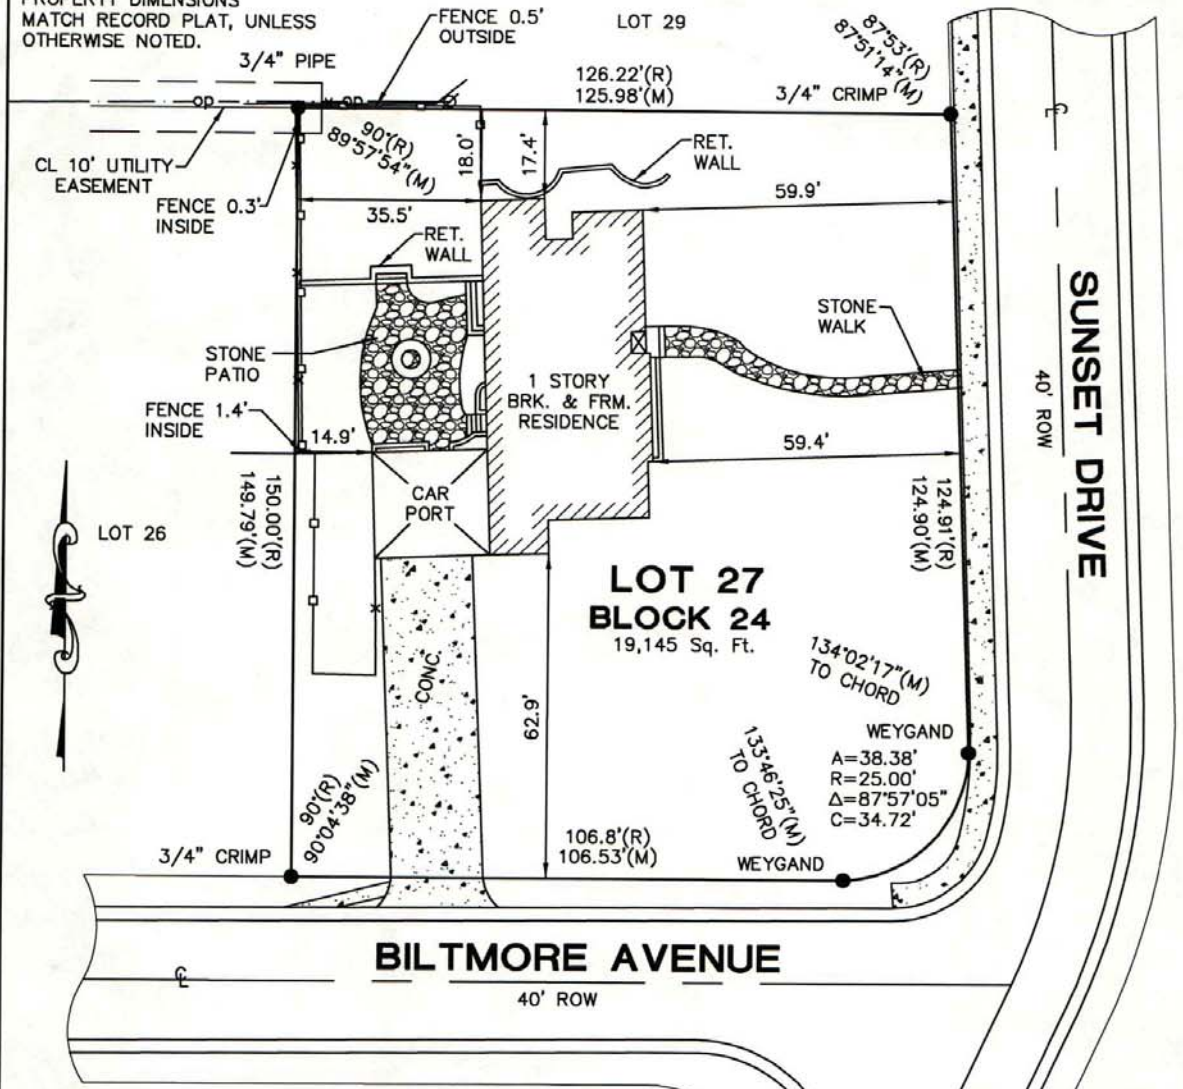 PROPERTY DIMENSIONS
MATCH RECORD PLAT, UNLESS
OTHERWISE NOTED.
FENCE 0.5'
OUTSIDE
LOT 29
3/4" PIPE
126.22'(R)
125.98'(M)
3/4" CRIMP
87°53'(R)
87°51'14"(M)
OP
OP
CL 10' UTILITY
EASEMENT
90°(R)
89°57'54"(M)
18.0'
17.4'
RET.
WALL
FENCE 0.3'
INSIDE
35.5'
59.9'
RET.
WALL
STONE
WALK
STONE
PATIO
1 STORY
BRK. & FRM.
RESIDENCE
FENCE 1.4'
INSIDE
14.9'
59.4'
SUNSET DRIVE
40' ROW
CL
CAR
PORT
150.00'(R)
149.79'(M)
124.91'(R)
124.90'(M)
LOT 26
LOT 27
BLOCK 24
19,145 Sq. Ft.
CONC.
62.9'
134°02'17"(M)
TO CHORD
WEYGAND
A=38.38'
R=25.00'
Δ=87°57'05"
C=34.72'
133°46'25"(M)
TO CHORD
90°(R)
90°04'38"(M)
3/4" CRIMP
106.8'(R)
106.53'(M)
WEYGAND
BILTMORE AVENUE
CL
40' ROW